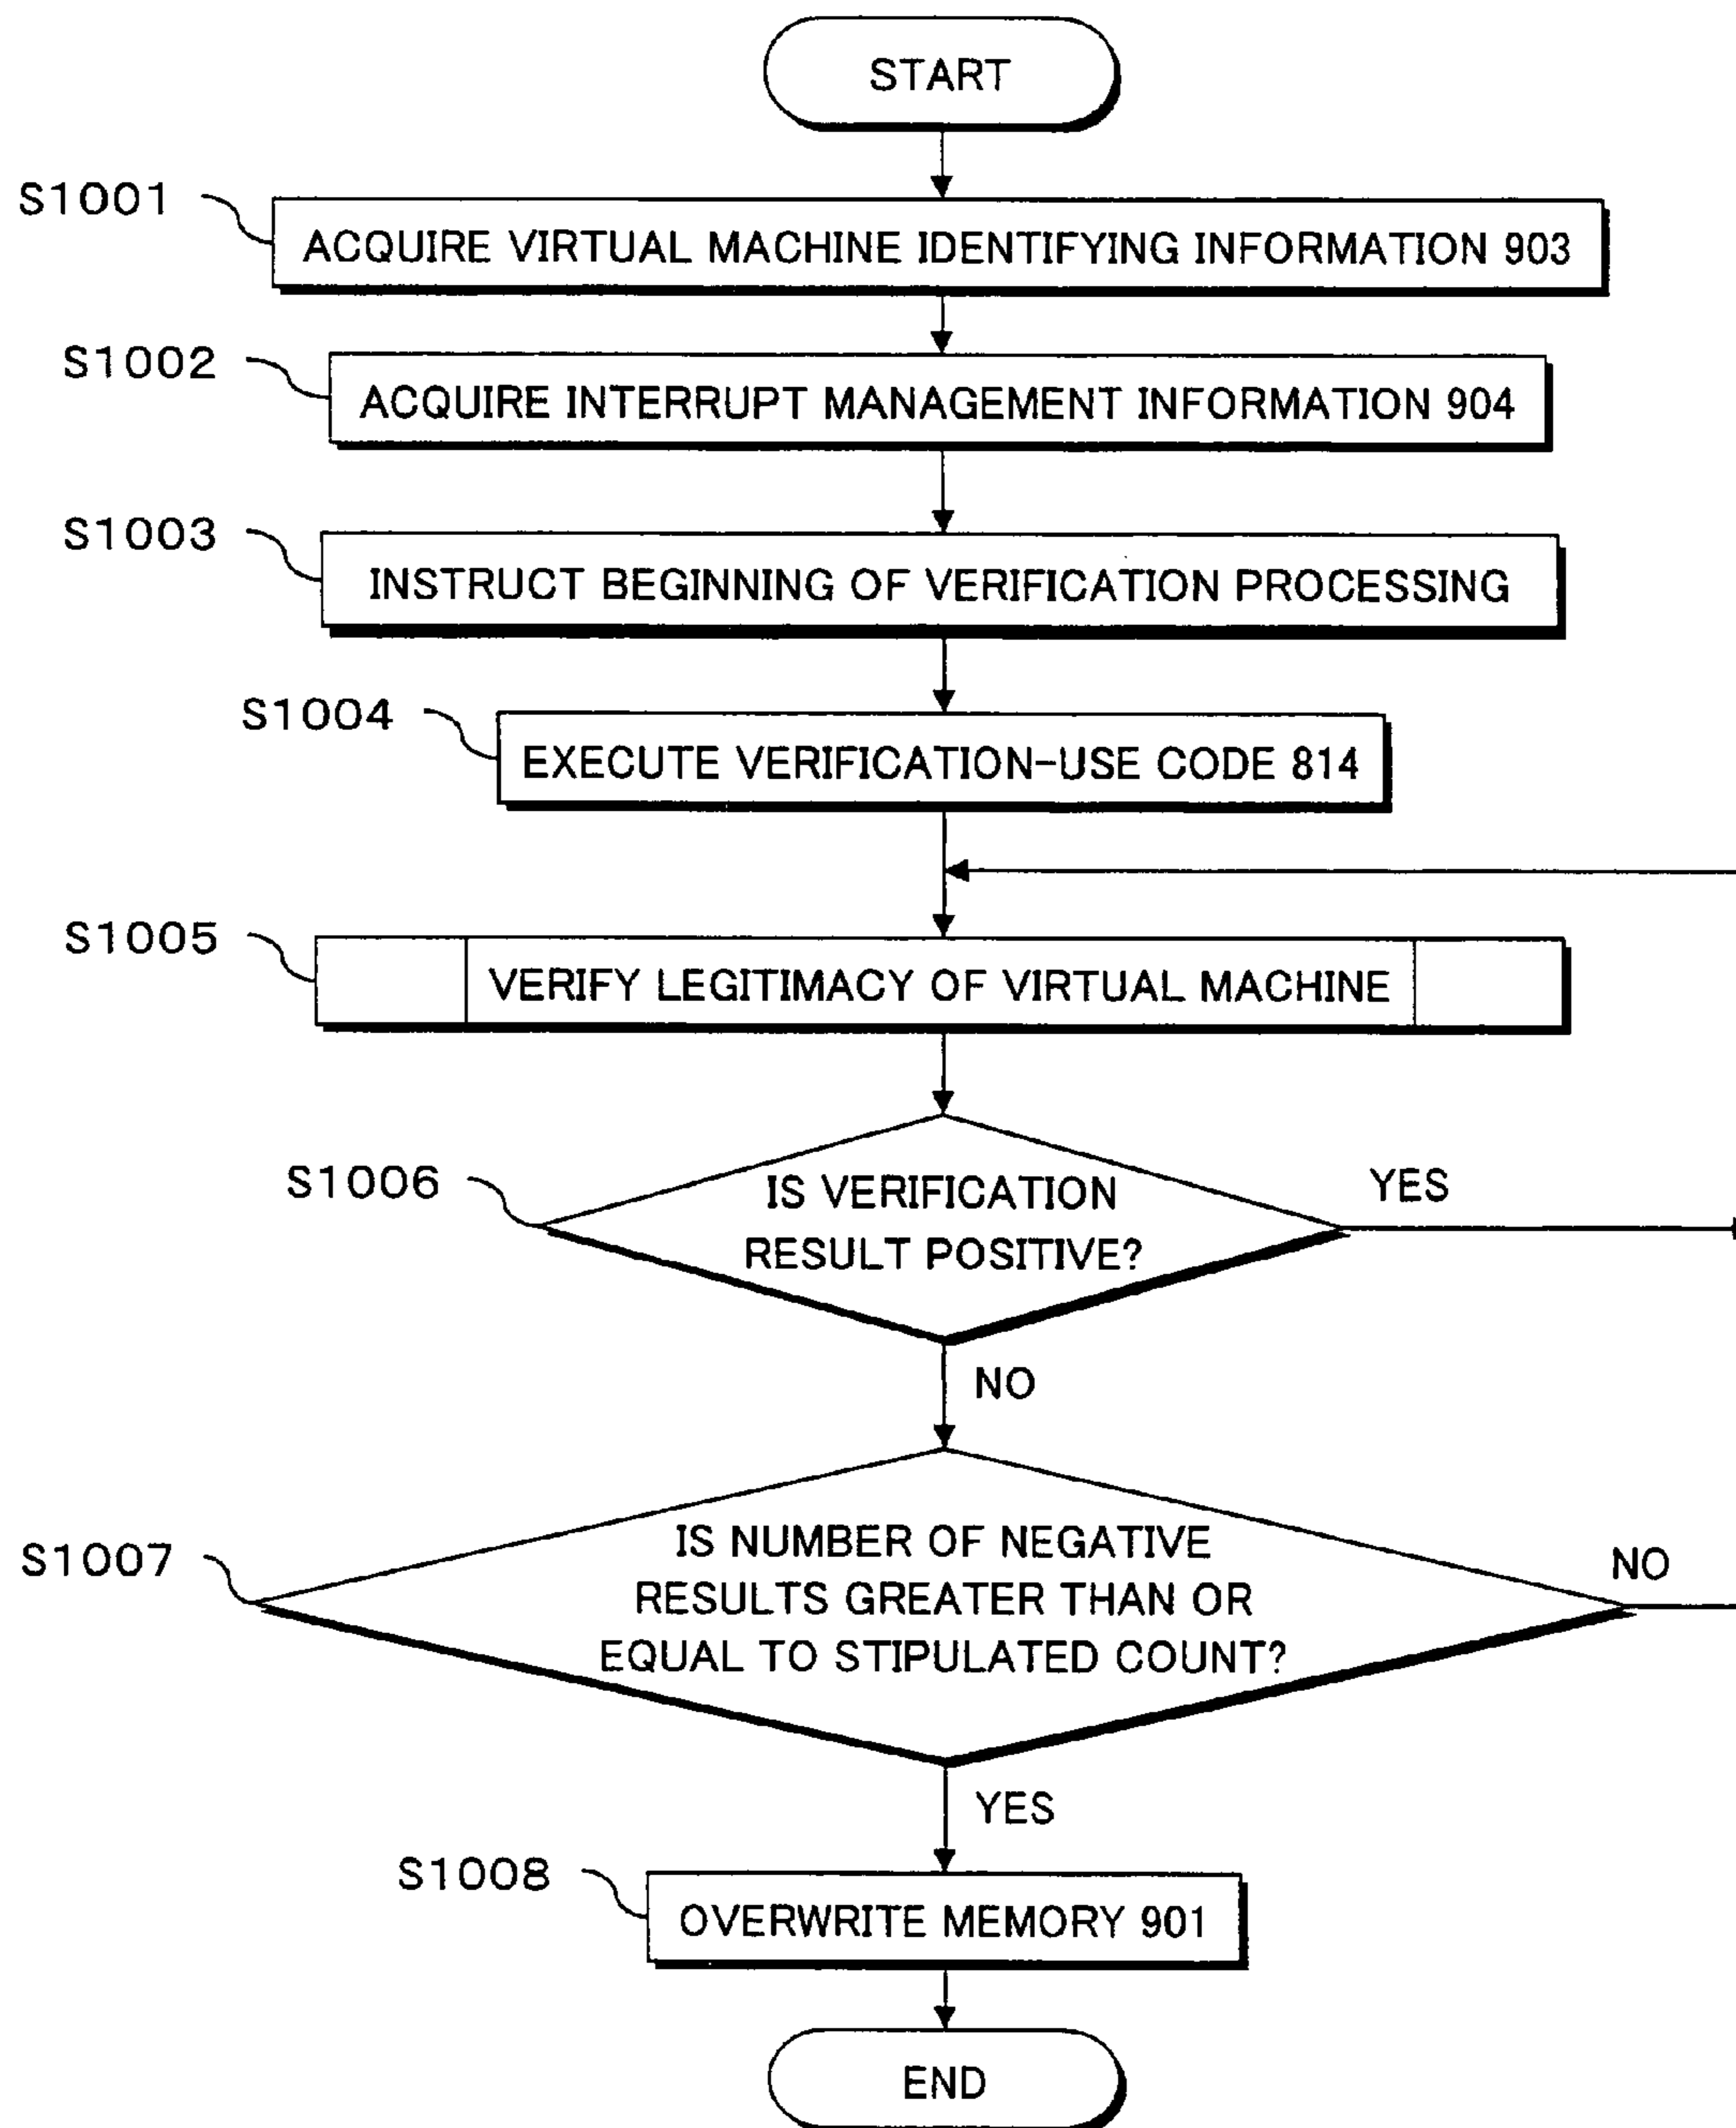 START
S1001
ACQUIRE VIRTUAL MACHINE IDENTIFYING INFORMATION 903
S1002
ACQUIRE INTERRUPT MANAGEMENT INFORMATION 904
S1003
INSTRUCT BEGINNING OF VERIFICATION PROCESSING
S1004
EXECUTE VERIFICATION-USE CODE 814
S1005
VERIFY LEGITIMACY OF VIRTUAL MACHINE
S1006
IS VERIFICATION
RESULT POSITIVE?
YES
NO
S1007
IS NUMBER OF NEGATIVE
RESULTS GREATER THAN OR
EQUAL TO STIPULATED COUNT?
NO
YES
S1008
OVERWRITE MEMORY 901
END